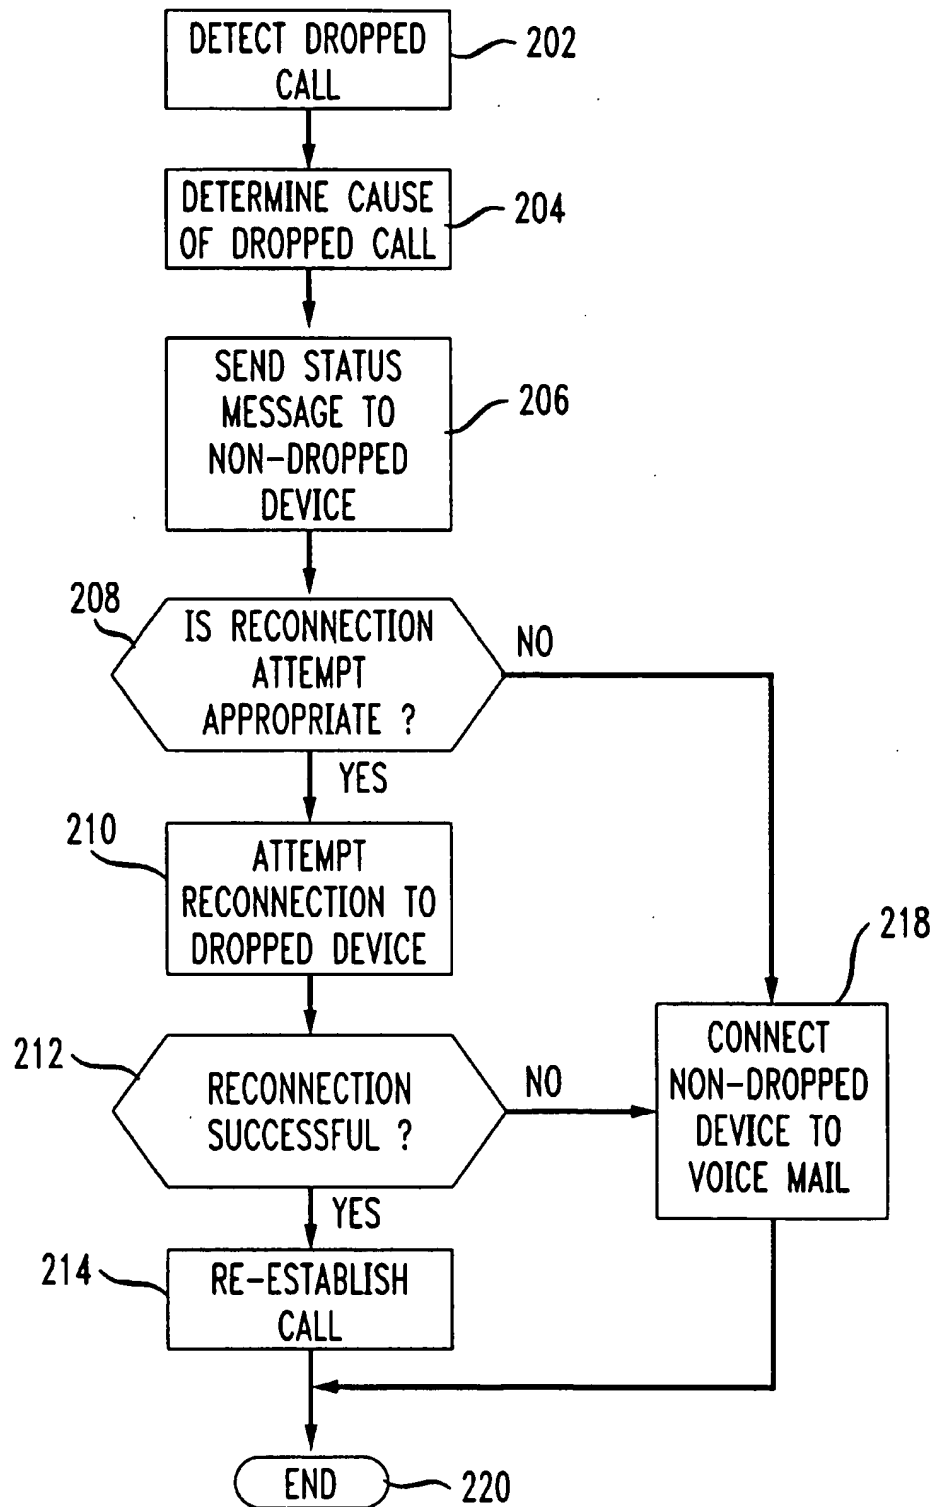 DETECT DROPPED
CALL
202
DETERMINE CAUSE
OF DROPPED CALL
204
SEND STATUS
MESSAGE TO
NON-DROPPED
DEVICE
206
208
IS RECONNECTION
ATTEMPT
APPROPRIATE ?
NO
YES
210
ATTEMPT
RECONNECTION TO
DROPPED DEVICE
218
CONNECT
NON-DROPPED
DEVICE TO
VOICE MAIL
212
RECONNECTION
SUCCESSFUL ?
NO
YES
214
RE-ESTABLISH
CALL
END
220